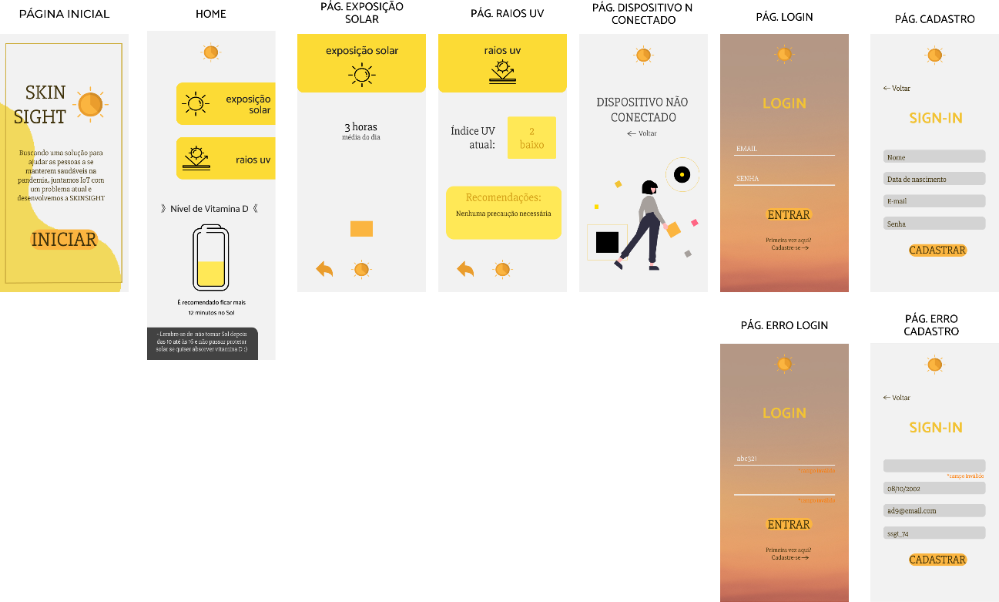 PÁGINA INICIAL
SKIN
SIGHT
Buscando uma solução para
ajudar as pessoas a se
manterem saudáveis na
pandemia, juntamos IoT com
um problema atual e
desenvolvemos a SKINSIGHT
INICIAR
HOME
exposição
solar
raios uv
》 Nível de Vitamina D 《
É recomendado ficar mais
12 minutos no Sol
- Lembre-se de não tomar Sol depois
das 10 até às 16 e não passar protetor
solar se quiser absorver vitamina D ;)
PÁG. EXPOSIÇÃO
SOLAR
exposição solar
3 horas
média do dia
PÁG. RAIOS UV
raios uv
Índice UV
atual:
2
baixo
Recomendações:
Nenhuma precaução necessária
PÁG. DISPOSITIVO N
CONECTADO
DISPOSITIVO NÃO
CONECTADO
← Voltar
PÁG. LOGIN
LOGIN
EMAIL
SENHA
ENTRAR
Primeira vez aqui?
Cadastre-se →
PÁG. CADASTRO
← Voltar
SIGN-IN
Nome
Data de nascimento
E-mail
Senha
CADASTRAR
PÁG. ERRO LOGIN
LOGIN
abc321
*campo inválido
*campo inválido
ENTRAR
Primeira vez aqui?
Cadastre-se →
PÁG. ERRO
CADASTRO
← Voltar
SIGN-IN
*campo inválido
08/10/2002
ad9@email.com
ssgt_74
CADASTRAR